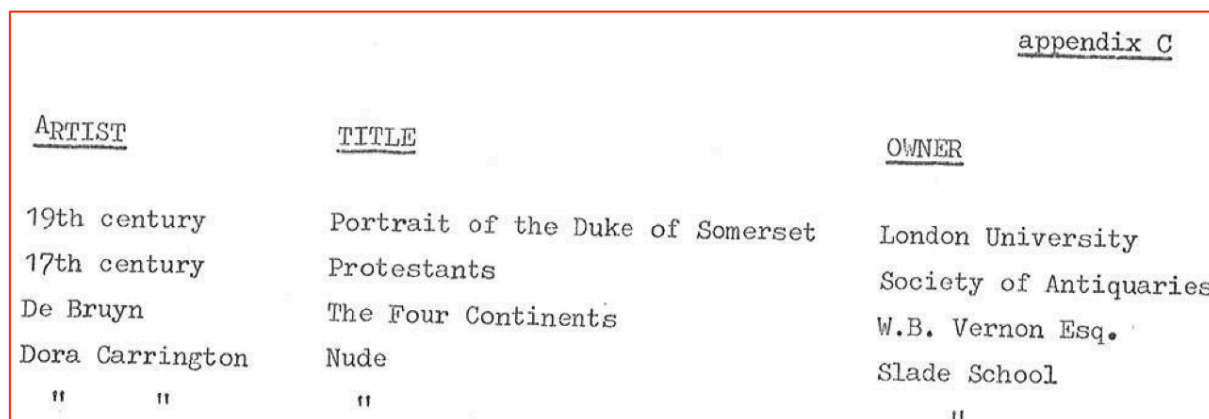 appendix C
ARTIST TITLE OWNER
19th century Portrait of the Duke of Somerset London University
17th century Protestants Society of Antiquaries
De Bruyn The Four Continents W.B. Vernon Esq.
Dora Carrington Nude Slade School
" " " "